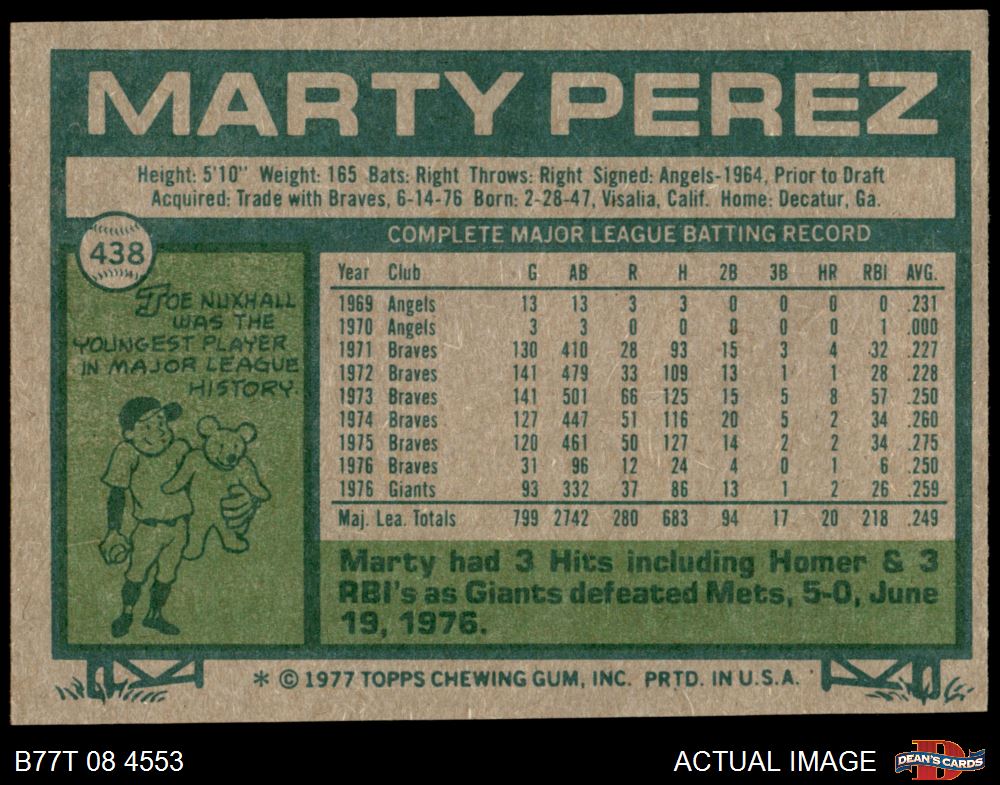 MARTY PEREZ
Height: 5'10" Weight: 165 Bats: Right Throws: Right Signed: Angels-1964, Prior to Draft
Acquired: Trade with Braves, 6-14-76 Born: 2-28-47, Visalia, Calif. Home: Decatur, Ga.
438
JOE NUXHALL
WAS THE
YOUNGEST PLAYER
IN MAJOR LEAGUE
HISTORY.
COMPLETE MAJOR LEAGUE BATTING RECORD
Year Club G AB R H 2B 3B HR RBI AVG.
1969 Angels 13 13 3 3 0 0 0 0 .231
1970 Angels 3 3 0 0 0 0 0 1 .000
1971 Braves 130 410 28 93 15 3 4 32 .227
1972 Braves 141 479 33 109 13 1 1 28 .228
1973 Braves 141 501 66 125 15 5 8 57 .250
1974 Braves 127 447 51 116 20 5 2 34 .260
1975 Braves 120 461 50 127 14 2 2 34 .275
1976 Braves 31 96 12 24 4 0 1 6 .250
1976 Giants 93 332 37 86 13 1 2 26 .259
Maj. Lea. Totals 799 2742 280 683 94 17 20 218 .249
Marty had 3 Hits including Homer & 3
RBI's as Giants defeated Mets, 5-0, June
19, 1976.
* © 1977 TOPPS CHEWING GUM, INC. PRTD. IN U.S.A.
B77T 08 4553
ACTUAL IMAGE
D
DEAN'S CARDS